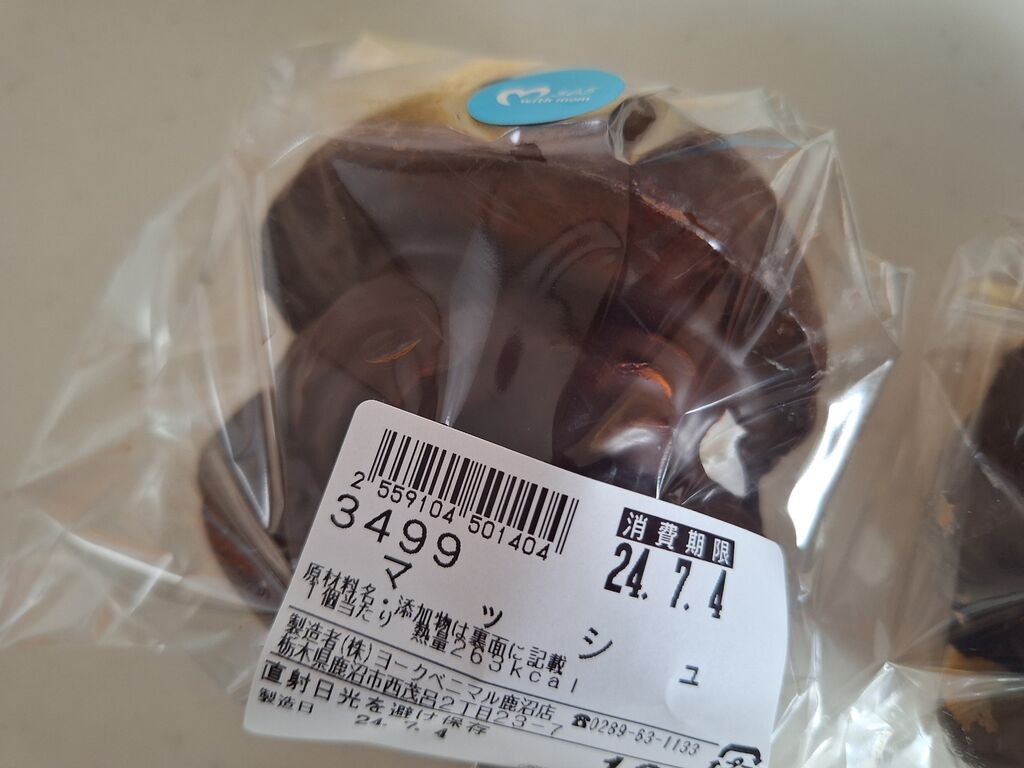 365
with mom
2 559104 501404
3499
消費期限
24.7.4
マッシュ
原材料名・添加物は裏面に記載
1個当たり 熱量263kcal
製造者(株)ヨークベニマル鹿沼店
栃木県鹿沼市西茂呂2丁目23-7 ☎0289-63-1133
直射日光を避け保存
製造日 24.7.4